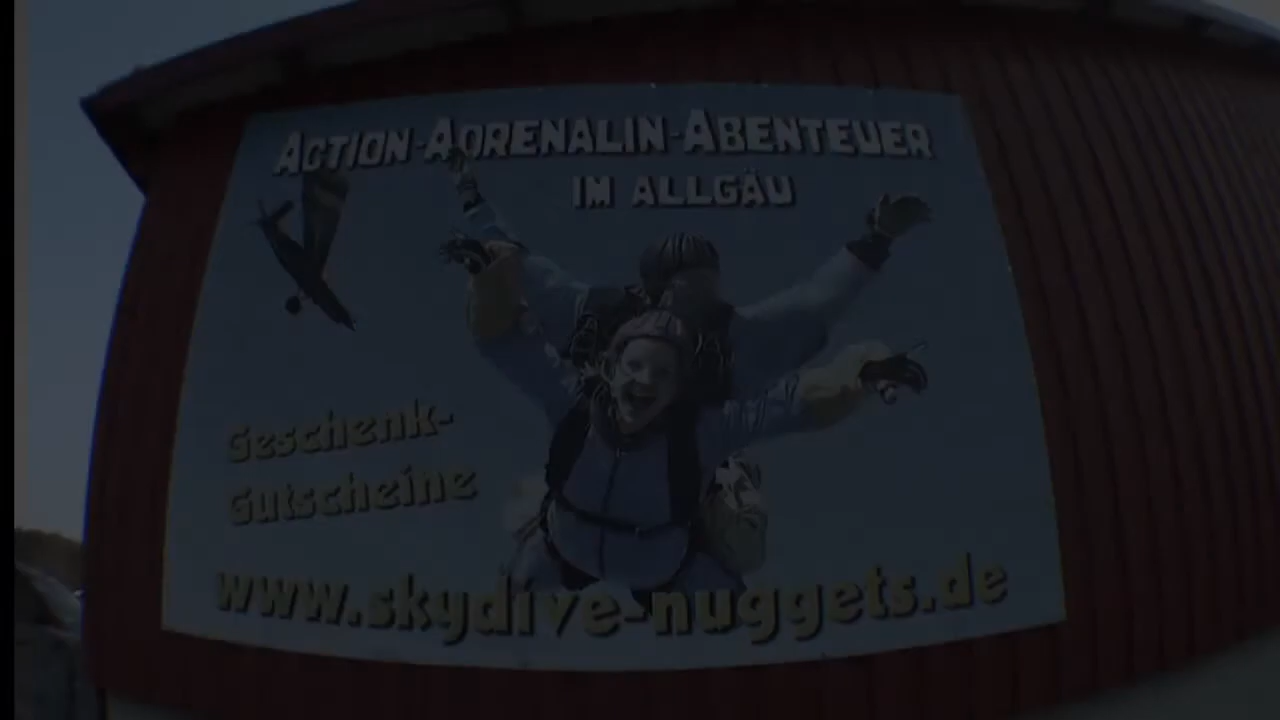 ACTION-ADRENALIN-ABENTEUER
IM ALLGÄU
Geschenk-
Gutscheine
www.skydive-nuggets.de